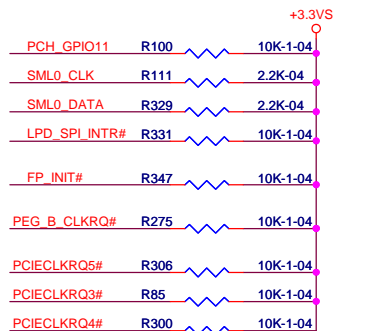 +3.3VS
PCH_GPIO11 R100 10K-1-04
SML0_CLK R111 2.2K-04
SML0_DATA R329 2.2K-04
LPD_SPI_INTR# R331 10K-1-04
FP_INIT# R347 10K-1-04
PEG_B_CLKRQ# R275 10K-1-04
PCIECLKRQ5# R306 10K-1-04
PCIECLKRQ3# R85 10K-1-04
PCIECLKRQ4# R300 10K-1-04